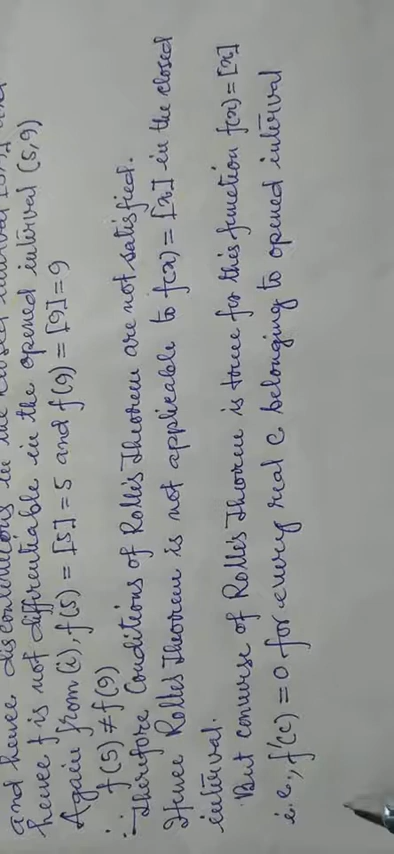 and hence discontinuous in the closed interval [5,9] and
hence f is not differentiable in the opened interval (5,9)
Again from (i), f(5) = [5] = 5 and f(9) = [9] = 9
∴ f(5) ≠ f(9)
Therefore Conditions of Rolle's Theorem are not satisfied.
Hence Rolle's Theorem is not applicable to f(x) = [x] in the closed
interval.
But converse of Rolle's Theorem is true for this function f(x) = [x]
i.e., f'(c) = 0 for every real c belonging to opened interval